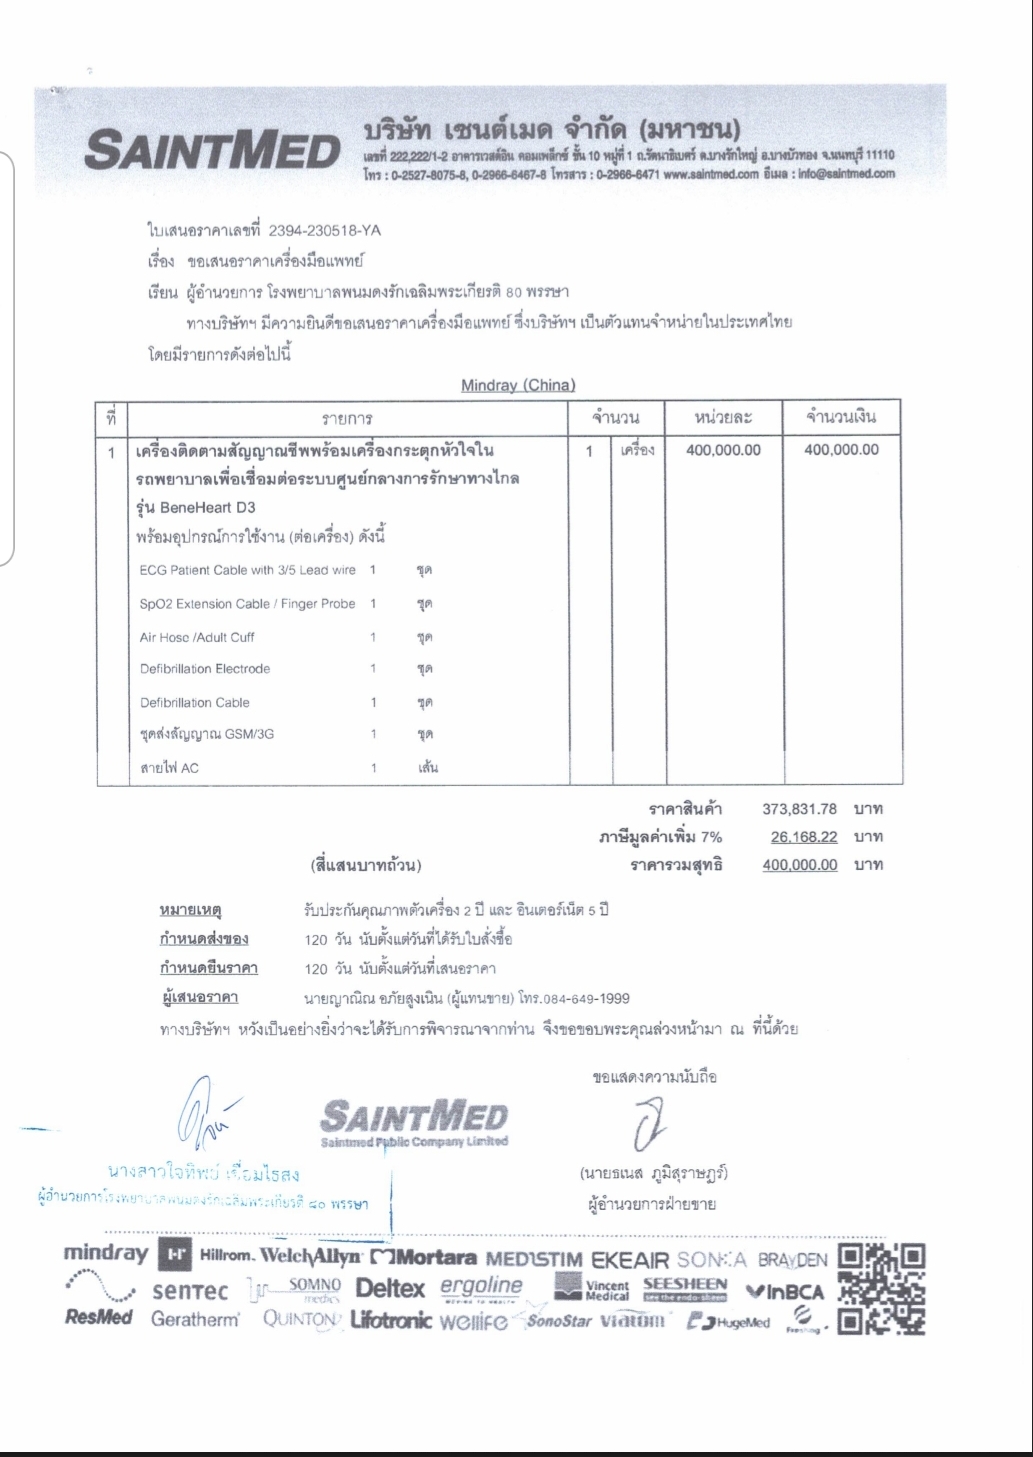 SAINTMED
บริษัท เซนต์เมด จำกัด (มหาชน)
เลขที่ 222,222/1-2 อาคารเวสต์อิน คอมเพล็กซ์ ชั้น 10 หมู่ที่ 1 ถ.รัตนาธิเบศร์ ต.บางรักใหญ่ อ.บางบัวทอง จ.นนทบุรี 11110
โทร : 0-2527-8075-8, 0-2966-6467-8 โทรสาร : 0-2966-6471 www.saintmed.com อีเมล : info@saintmed.com
ใบเสนอราคาเลขที่ 2394-230518-YA
เรื่อง ขอเสนอราคาเครื่องมือแพทย์
เรียน ผู้อำนวยการ โรงพยาบาลพนมดงรักเฉลิมพระเกียรติ 80 พรรษา
ทางบริษัทฯ มีความยินดีขอเสนอราคาเครื่องมือแพทย์ ซึ่งบริษัทฯ เป็นตัวแทนจำหน่ายในประเทศไทย
โดยมีรายการดังต่อไปนี้
Mindray (China)
ที่ รายการ จำนวน หน่วยละ จำนวนเงิน
1 เครื่องติดตามสัญญาณชีพพร้อมเครื่องกระตุกหัวใจใน 1 เครื่อง 400,000.00 400,000.00
รถพยาบาลเพื่อเชื่อมต่อระบบศูนย์กลางการรักษาทางไกล
รุ่น BeneHeart D3
พร้อมอุปกรณ์การใช้งาน (ต่อเครื่อง) ดังนี้
ECG Patient Cable with 3/5 Lead wire 1 ชุด
SpO2 Extension Cable / Finger Probe 1 ชุด
Air Hose /Adult Cuff 1 ชุด
Defibrillation Electrode 1 ชุด
Defibrillation Cable 1 ชุด
ชุดส่งสัญญาณ GSM/3G 1 ชุด
สายไฟ AC 1 เส้น
ราคาสินค้า 373,831.78 บาท
ภาษีมูลค่าเพิ่ม 7% 26,168.22 บาท
(สี่แสนบาทถ้วน) ราคารวมสุทธิ 400,000.00 บาท
หมายเหตุ รับประกันคุณภาพตัวเครื่อง 2 ปี และ อินเตอร์เน็ต 5 ปี
กำหนดส่งของ 120 วัน นับตั้งแต่วันที่ได้รับใบสั่งซื้อ
กำหนดยืนราคา 120 วัน นับตั้งแต่วันที่เสนอราคา
ผู้เสนอราคา นายญาณิณ อภัยสูงเนิน (ผู้แทนขาย) โทร.084-649-1999
ทางบริษัทฯ หวังเป็นอย่างยิ่งว่าจะได้รับการพิจารณาจากท่าน จึงขอขอบพระคุณล่วงหน้ามา ณ ที่นี้ด้วย
ขอแสดงความนับถือ
SAINTMED
Saintmed Public Company Limited
นางสาวใจทิพย์ เชื่อมไธสง
(นายธเนส ภูมิสุราษฎร์)
ผู้อำนวยการโรงพยาบาลพนมดงรักเฉลิมพระเกียรติ ๘๐ พรรษา
ผู้อำนวยการฝ่ายขาย
mindray Hillrom WelchAllyn Mortara MEDISTIM EKEAIR SONKA BRAYDEN
senTec SOMNO medics Deltex ergoline Vincent Medical SEESHEEN see the endo-sheen InBCA
ResMed Geratherm QUINTON Lifotronic wellife SonoStar Viatom HugeMed